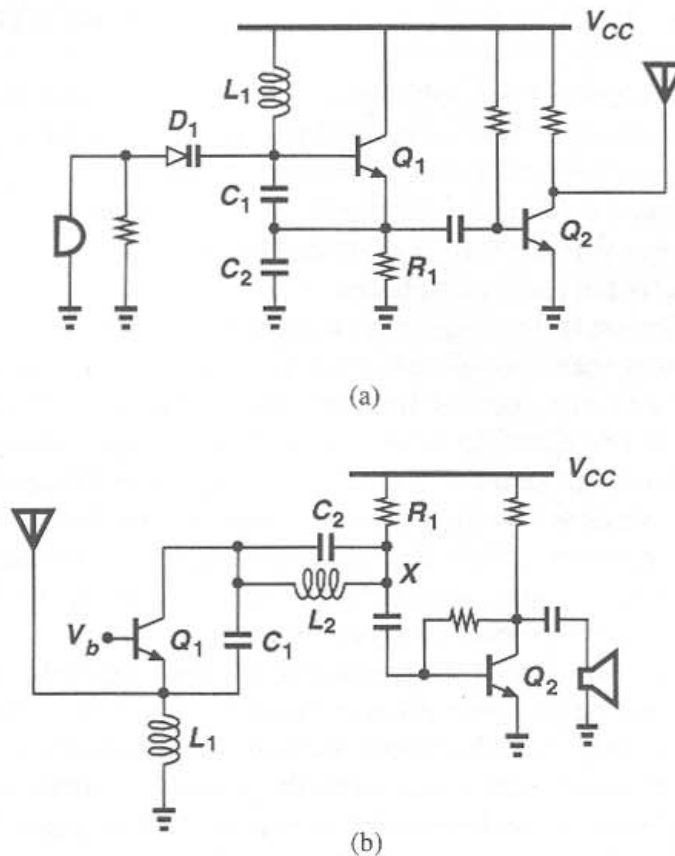 V_CC
L_1
D_1
Q_1
C_1
Q_2
C_2
R_1
(a)
V_CC
C_2
R_1
X
L_2
V_b
Q_1
C_1
Q_2
L_1
(b)